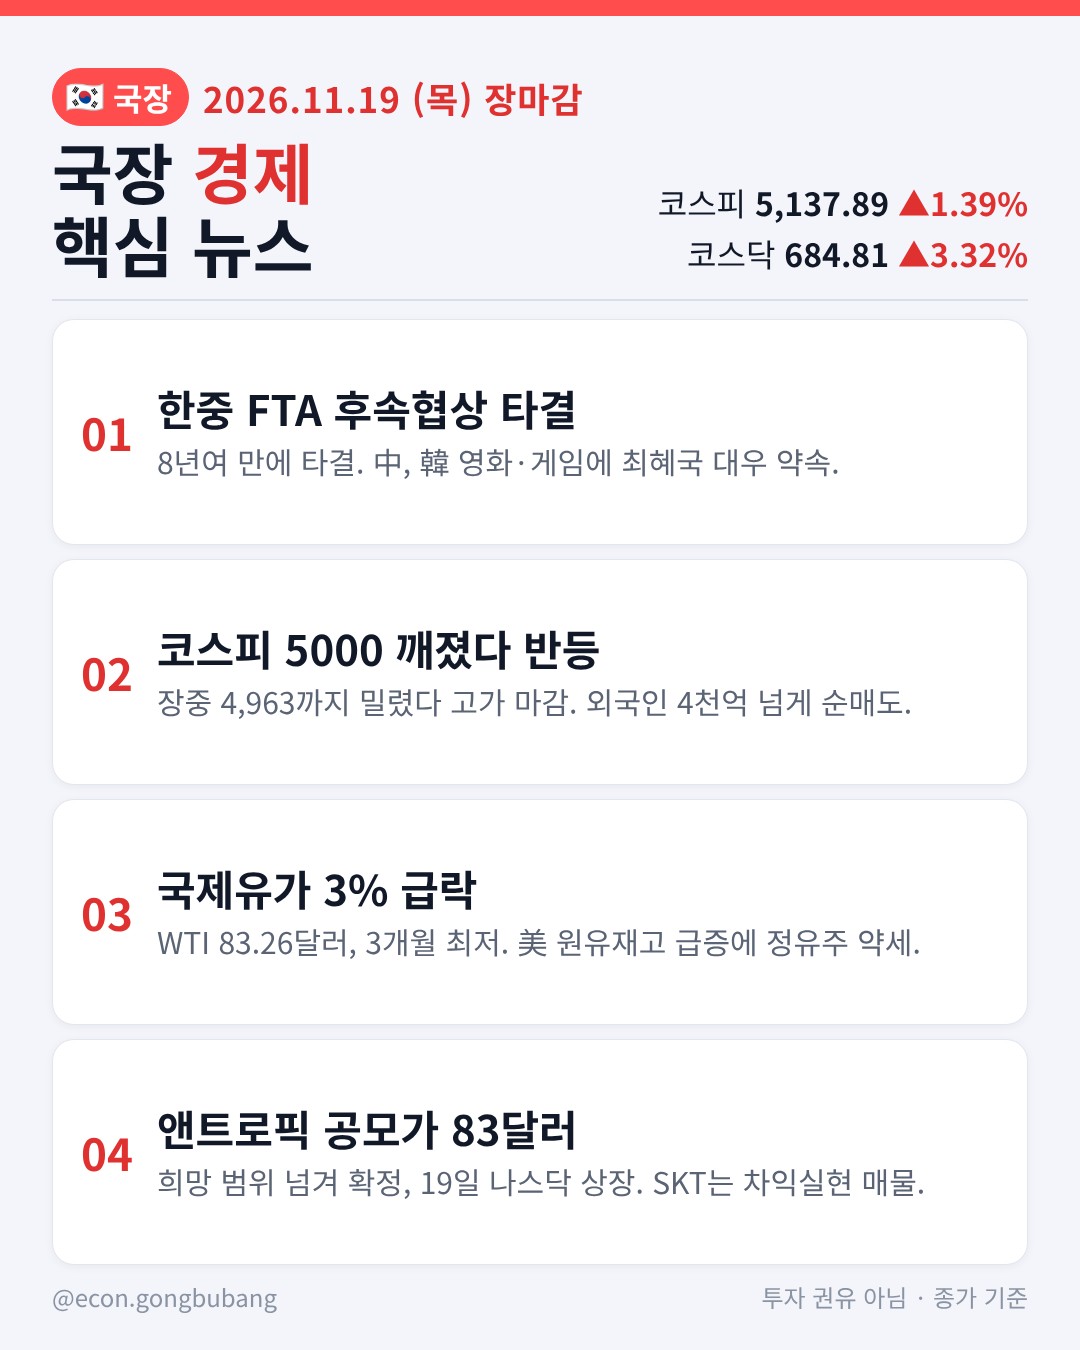 🇰🇷 국장 2026.11.19 (목) 장마감
국장 경제
핵심 뉴스
코스피 5,137.89 ▲1.39%
코스닥 684.81 ▲3.32%
01
한중 FTA 후속협상 타결
8년여 만에 타결. 中, 韓 영화·게임에 최혜국 대우 약속.
02
코스피 5000 깨졌다 반등
장중 4,963까지 밀렸다 고가 마감. 외국인 4천억 넘게 순매도.
03
국제유가 3% 급락
WTI 83.26달러, 3개월 최저. 美 원유재고 급증에 정유주 약세.
04
앤트로픽 공모가 83달러
희망 범위 넘겨 확정, 19일 나스닥 상장. SKT는 차익실현 매물.
@econ.gongbubang
투자 권유 아님 · 종가 기준